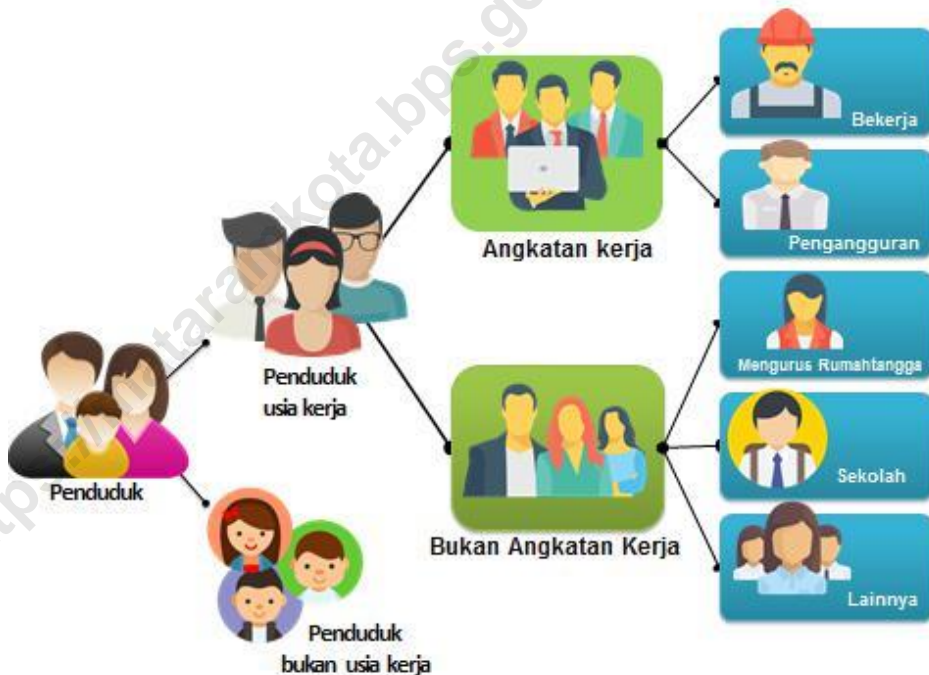 Penduduk
Penduduk
usia kerja
Penduduk
bukan usia kerja
Angkatan kerja
Bukan Angkatan Kerja
Bekerja
Pengangguran
Mengurus Rumahtangga
Sekolah
Lainnya